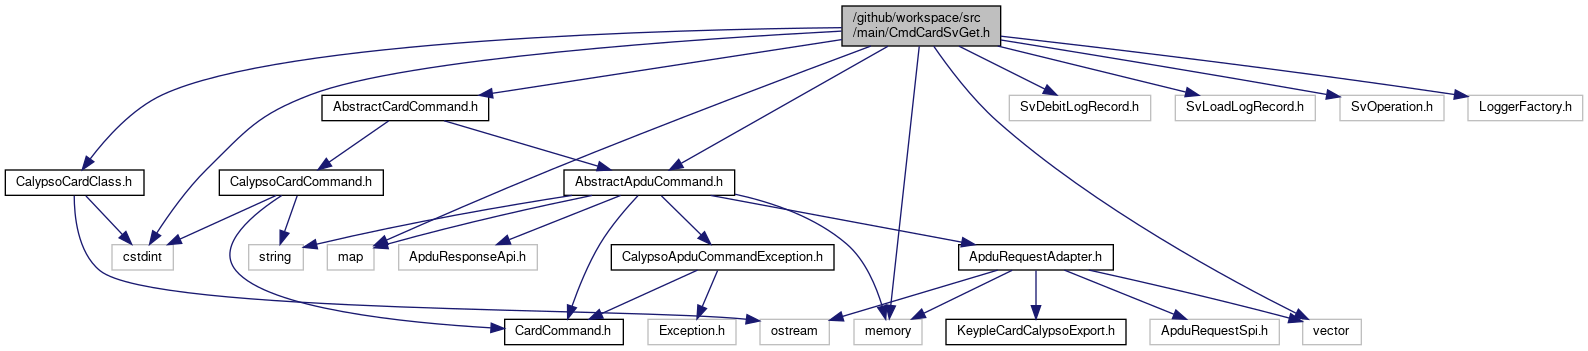 /github/workspace/src
/main/CmdCardSvGet.h
AbstractCardCommand.h
SvDebitLogRecord.h
SvLoadLogRecord.h
SvOperation.h
LoggerFactory.h
CalypsoCardClass.h
CalypsoCardCommand.h
AbstractApduCommand.h
cstdint
string
map
ApduResponseApi.h
CalypsoApduCommandException.h
ApduRequestAdapter.h
CardCommand.h
Exception.h
ostream
memory
KeypleCardCalypsoExport.h
ApduRequestSpi.h
vector